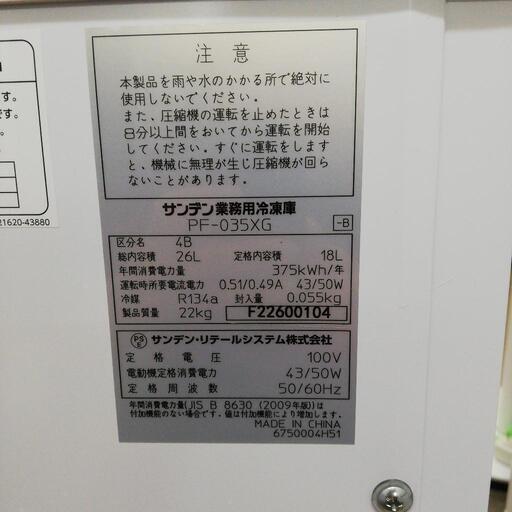 注意
本製品を雨や水のかかる所で絶対に
使用しないでください。
また、圧縮機の運転を止めたときは
8分以上間をおいてから運転を開始
してください。すぐに運転をします
と、機械に無理が生じ圧縮機が回ら
ないことがあります。
サンデン業務用冷凍庫
PF-035XG -B
区分名 4B
総内容積 26L 定格内容積 18L
年間消費電力量 375kWh/年
運転時所要電流電力 0.51/0.49A 43/50W
冷媒 R134a 封入量 0.055kg
製品質量 22kg F22600104
PS E サンデン・リテールシステム株式会社
定格電圧 100V
電動機定格消費電力 43/50W
定格周波数 50/60Hz
年間消費電力量(JIS B 8630 (2009年版))は
付加機能のない場合です。値は付加機能により増加します。
MADE IN CHINA
6750004H51
す。
です。
21620-43880